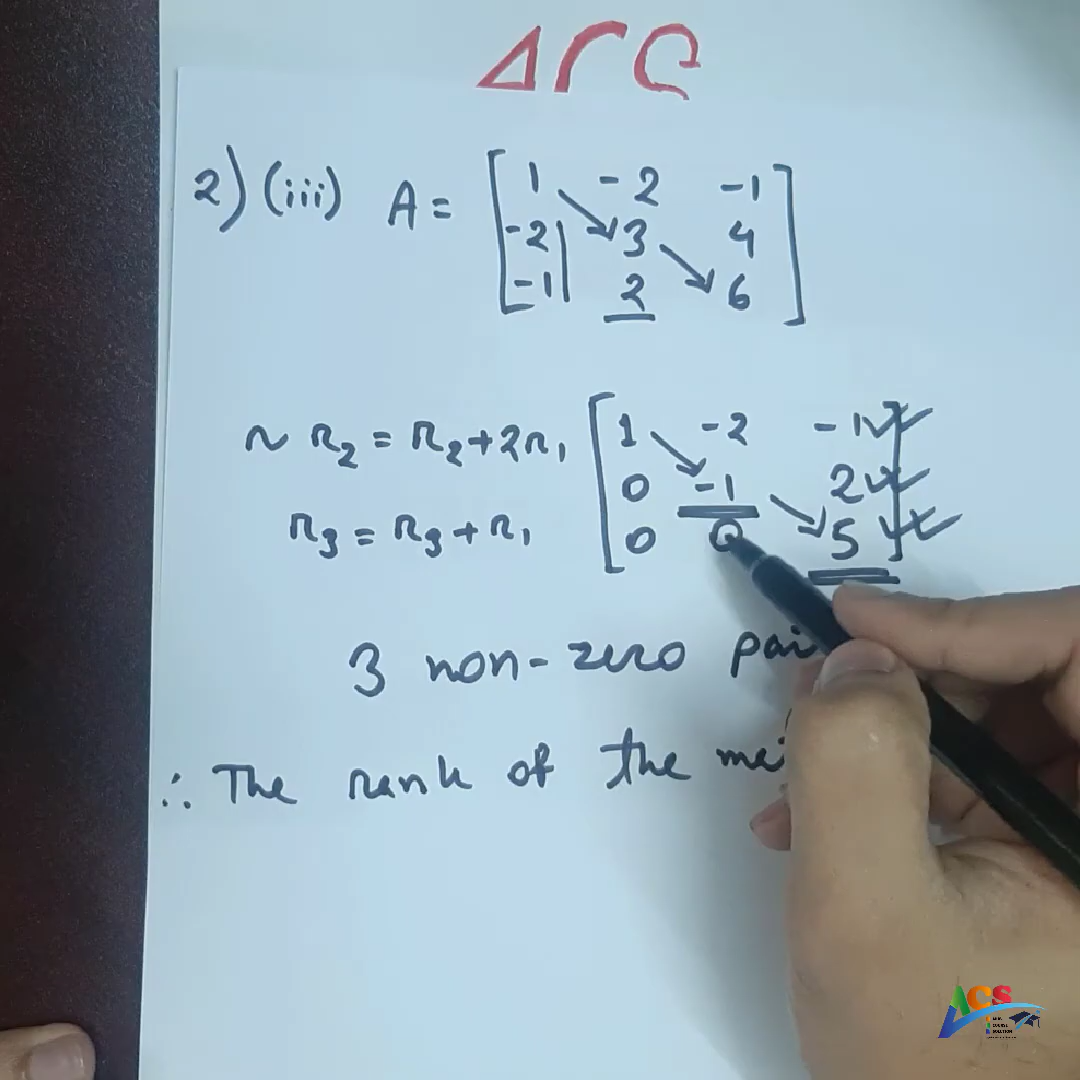 2) (iii) A = [ 1 -2 -1
-2 3 4
-1 2 6 ]
~ R₂ = R₂ + 2R₁ [ 1 -2 -1
0 -1 2
R₃ = R₃ + R₁ 0 0 5 ]
3 non-zero
∴ The rank of the
ACS